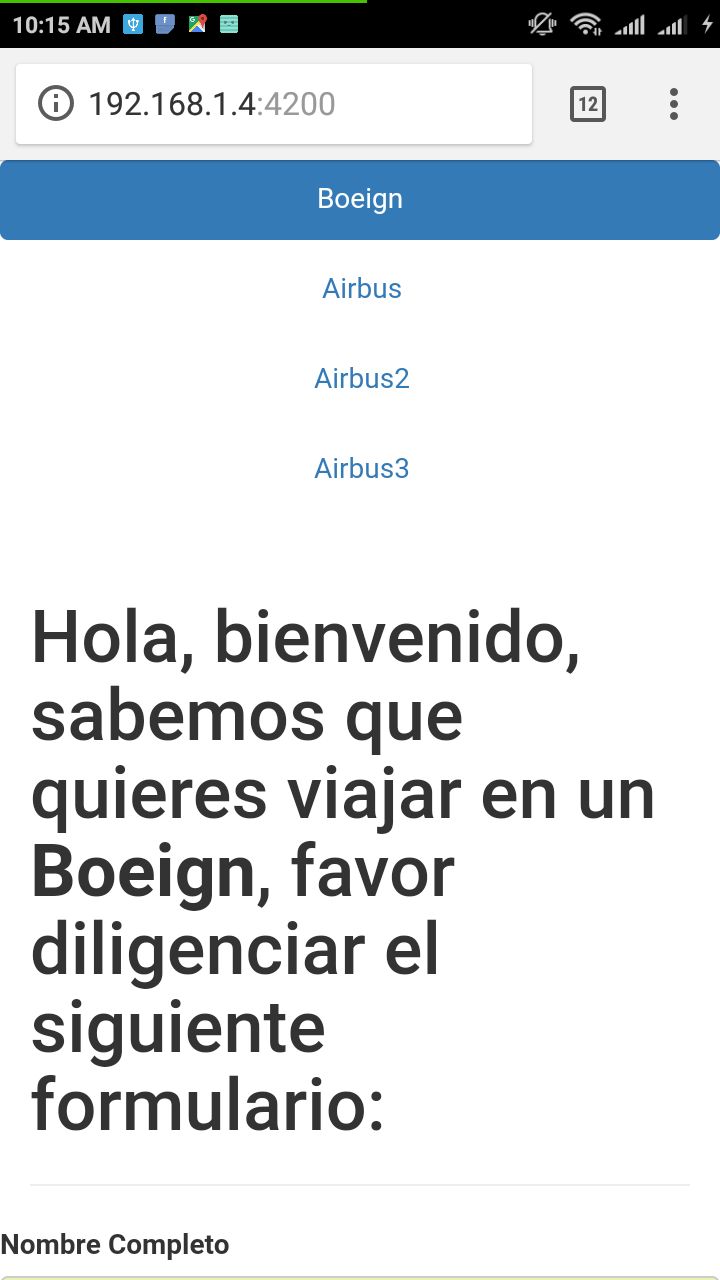 10:15 AM
192.168.1.4:4200
12
Boeign
Airbus
Airbus2
Airbus3
Hola, bienvenido,
sabemos que
quieres viajar en un
Boeign, favor
diligenciar el
siguiente
formulario:
Nombre Completo